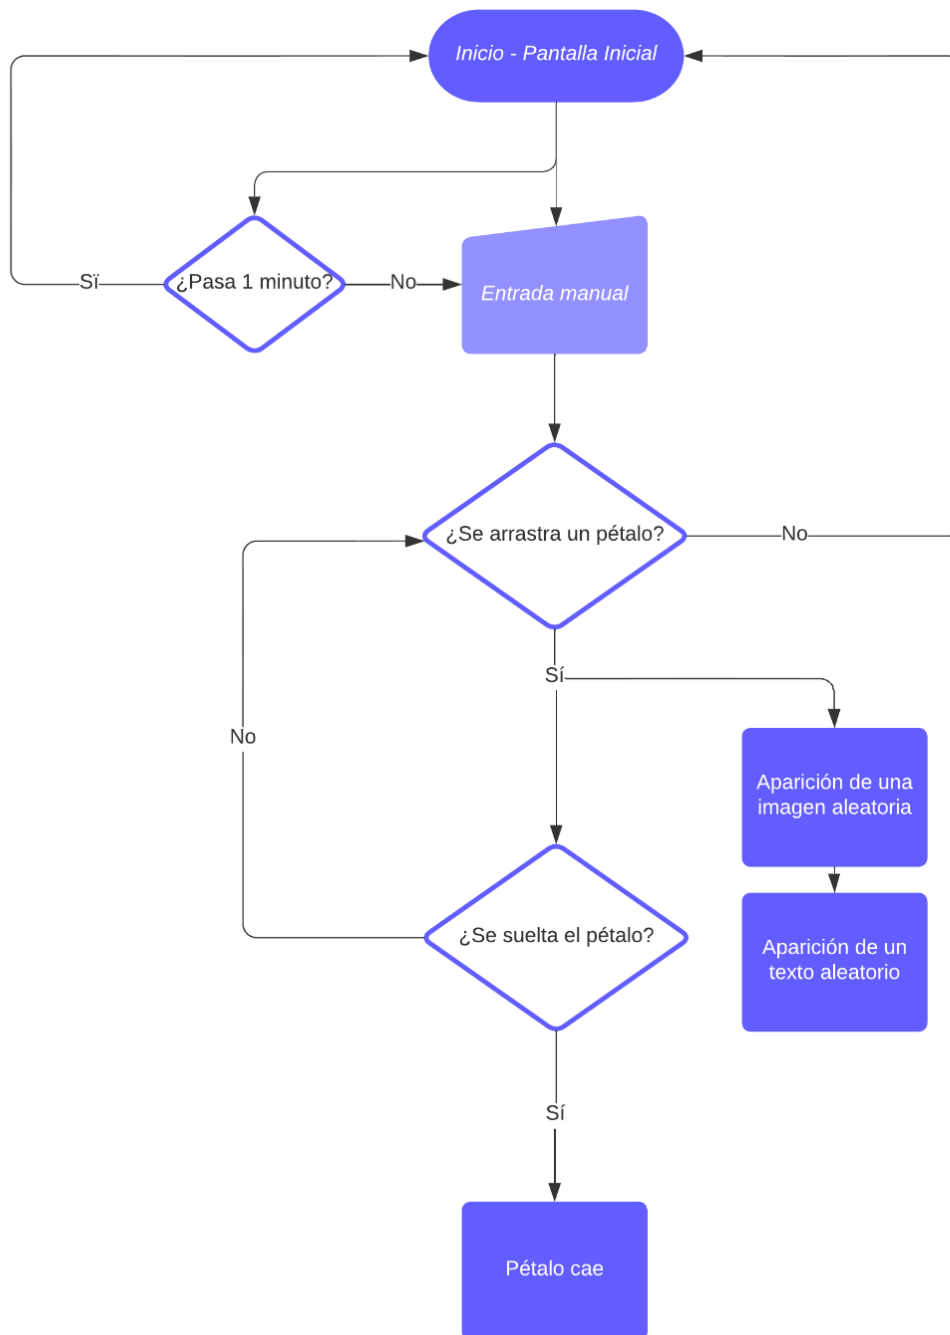 Inicio - Pantalla Inicial
¿Pasa 1 minuto?
Sï
No
Entrada manual
¿Se arrastra un pétalo?
No
Sí
No
Aparición de una
imagen aleatoria
¿Se suelta el pétalo?
Aparición de un
texto aleatorio
Sí
Pétalo cae